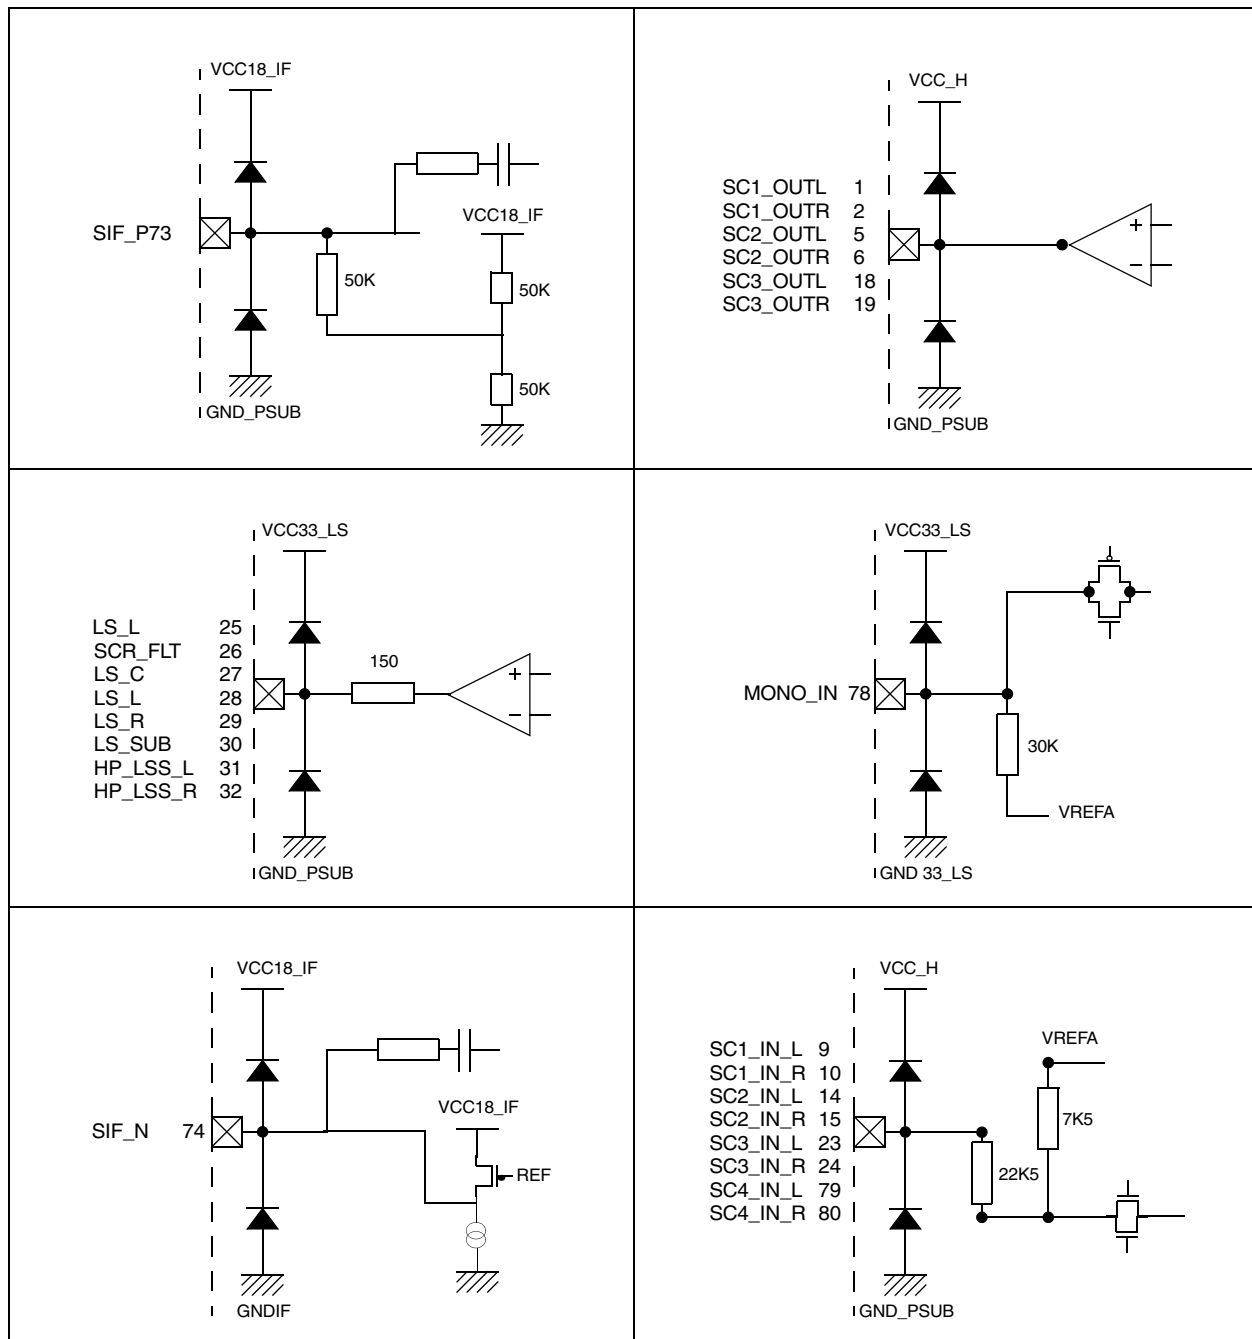 VCC18_IF
SIF_P73
VCC18_IF
50K
50K
50K
GND_PSUB
VCC_H
SC1_OUTL 1
SC1_OUTR 2
SC2_OUTL 5
SC2_OUTR 6
SC3_OUTL 18
SC3_OUTR 19
+
−
GND_PSUB
VCC33_LS
LS_L 25
SCR_FLT 26
LS_C 27
LS_L 28
LS_R 29
LS_SUB 30
HP_LSS_L 31
HP_LSS_R 32
150
+
−
GND_PSUB
VCC33_LS
MONO_IN 78
30K
VREFA
GND 33_LS
VCC18_IF
SIF_N 74
VCC18_IF
REF
GNDIF
VCC_H
SC1_IN_L 9
SC1_IN_R 10
SC2_IN_L 14
SC2_IN_R 15
SC3_IN_L 23
SC3_IN_R 24
SC4_IN_L 79
SC4_IN_R 80
VREFA
7K5
22K5
GND_PSUB